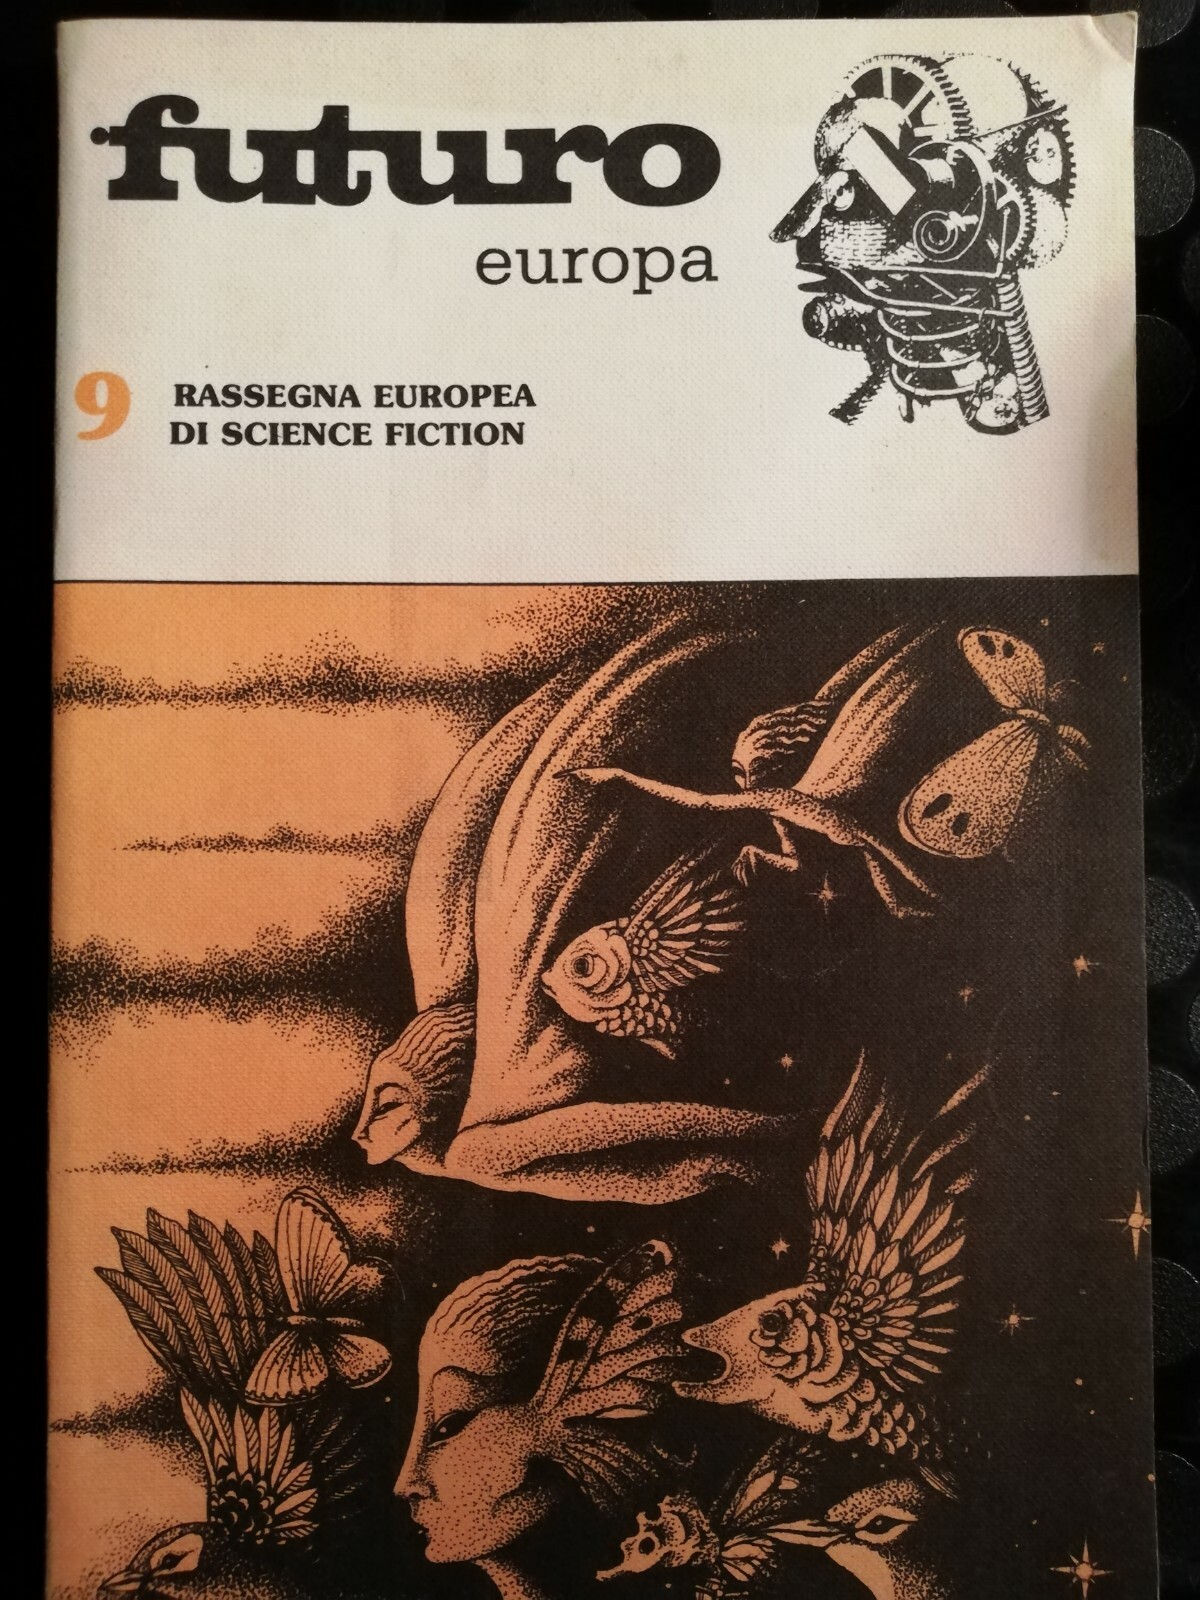 futuro
europa
9 RASSEGNA EUROPEA
DI SCIENCE FICTION